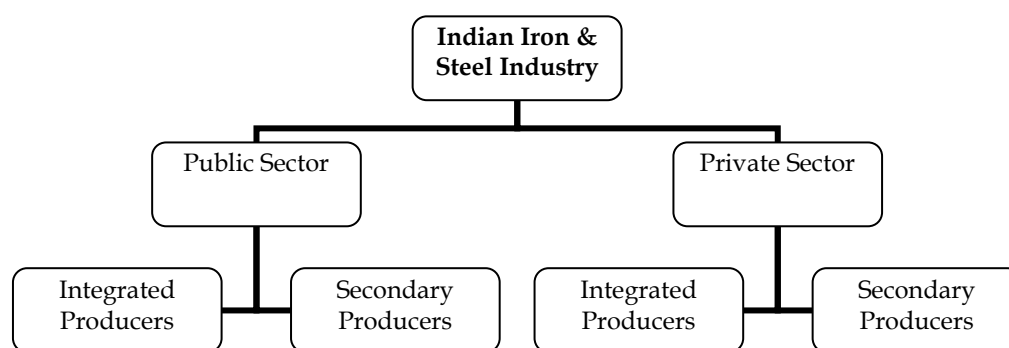 Indian Iron &
Steel Industry
Public Sector
Private Sector
Integrated
Producers
Secondary
Producers
Integrated
Producers
Secondary
Producers